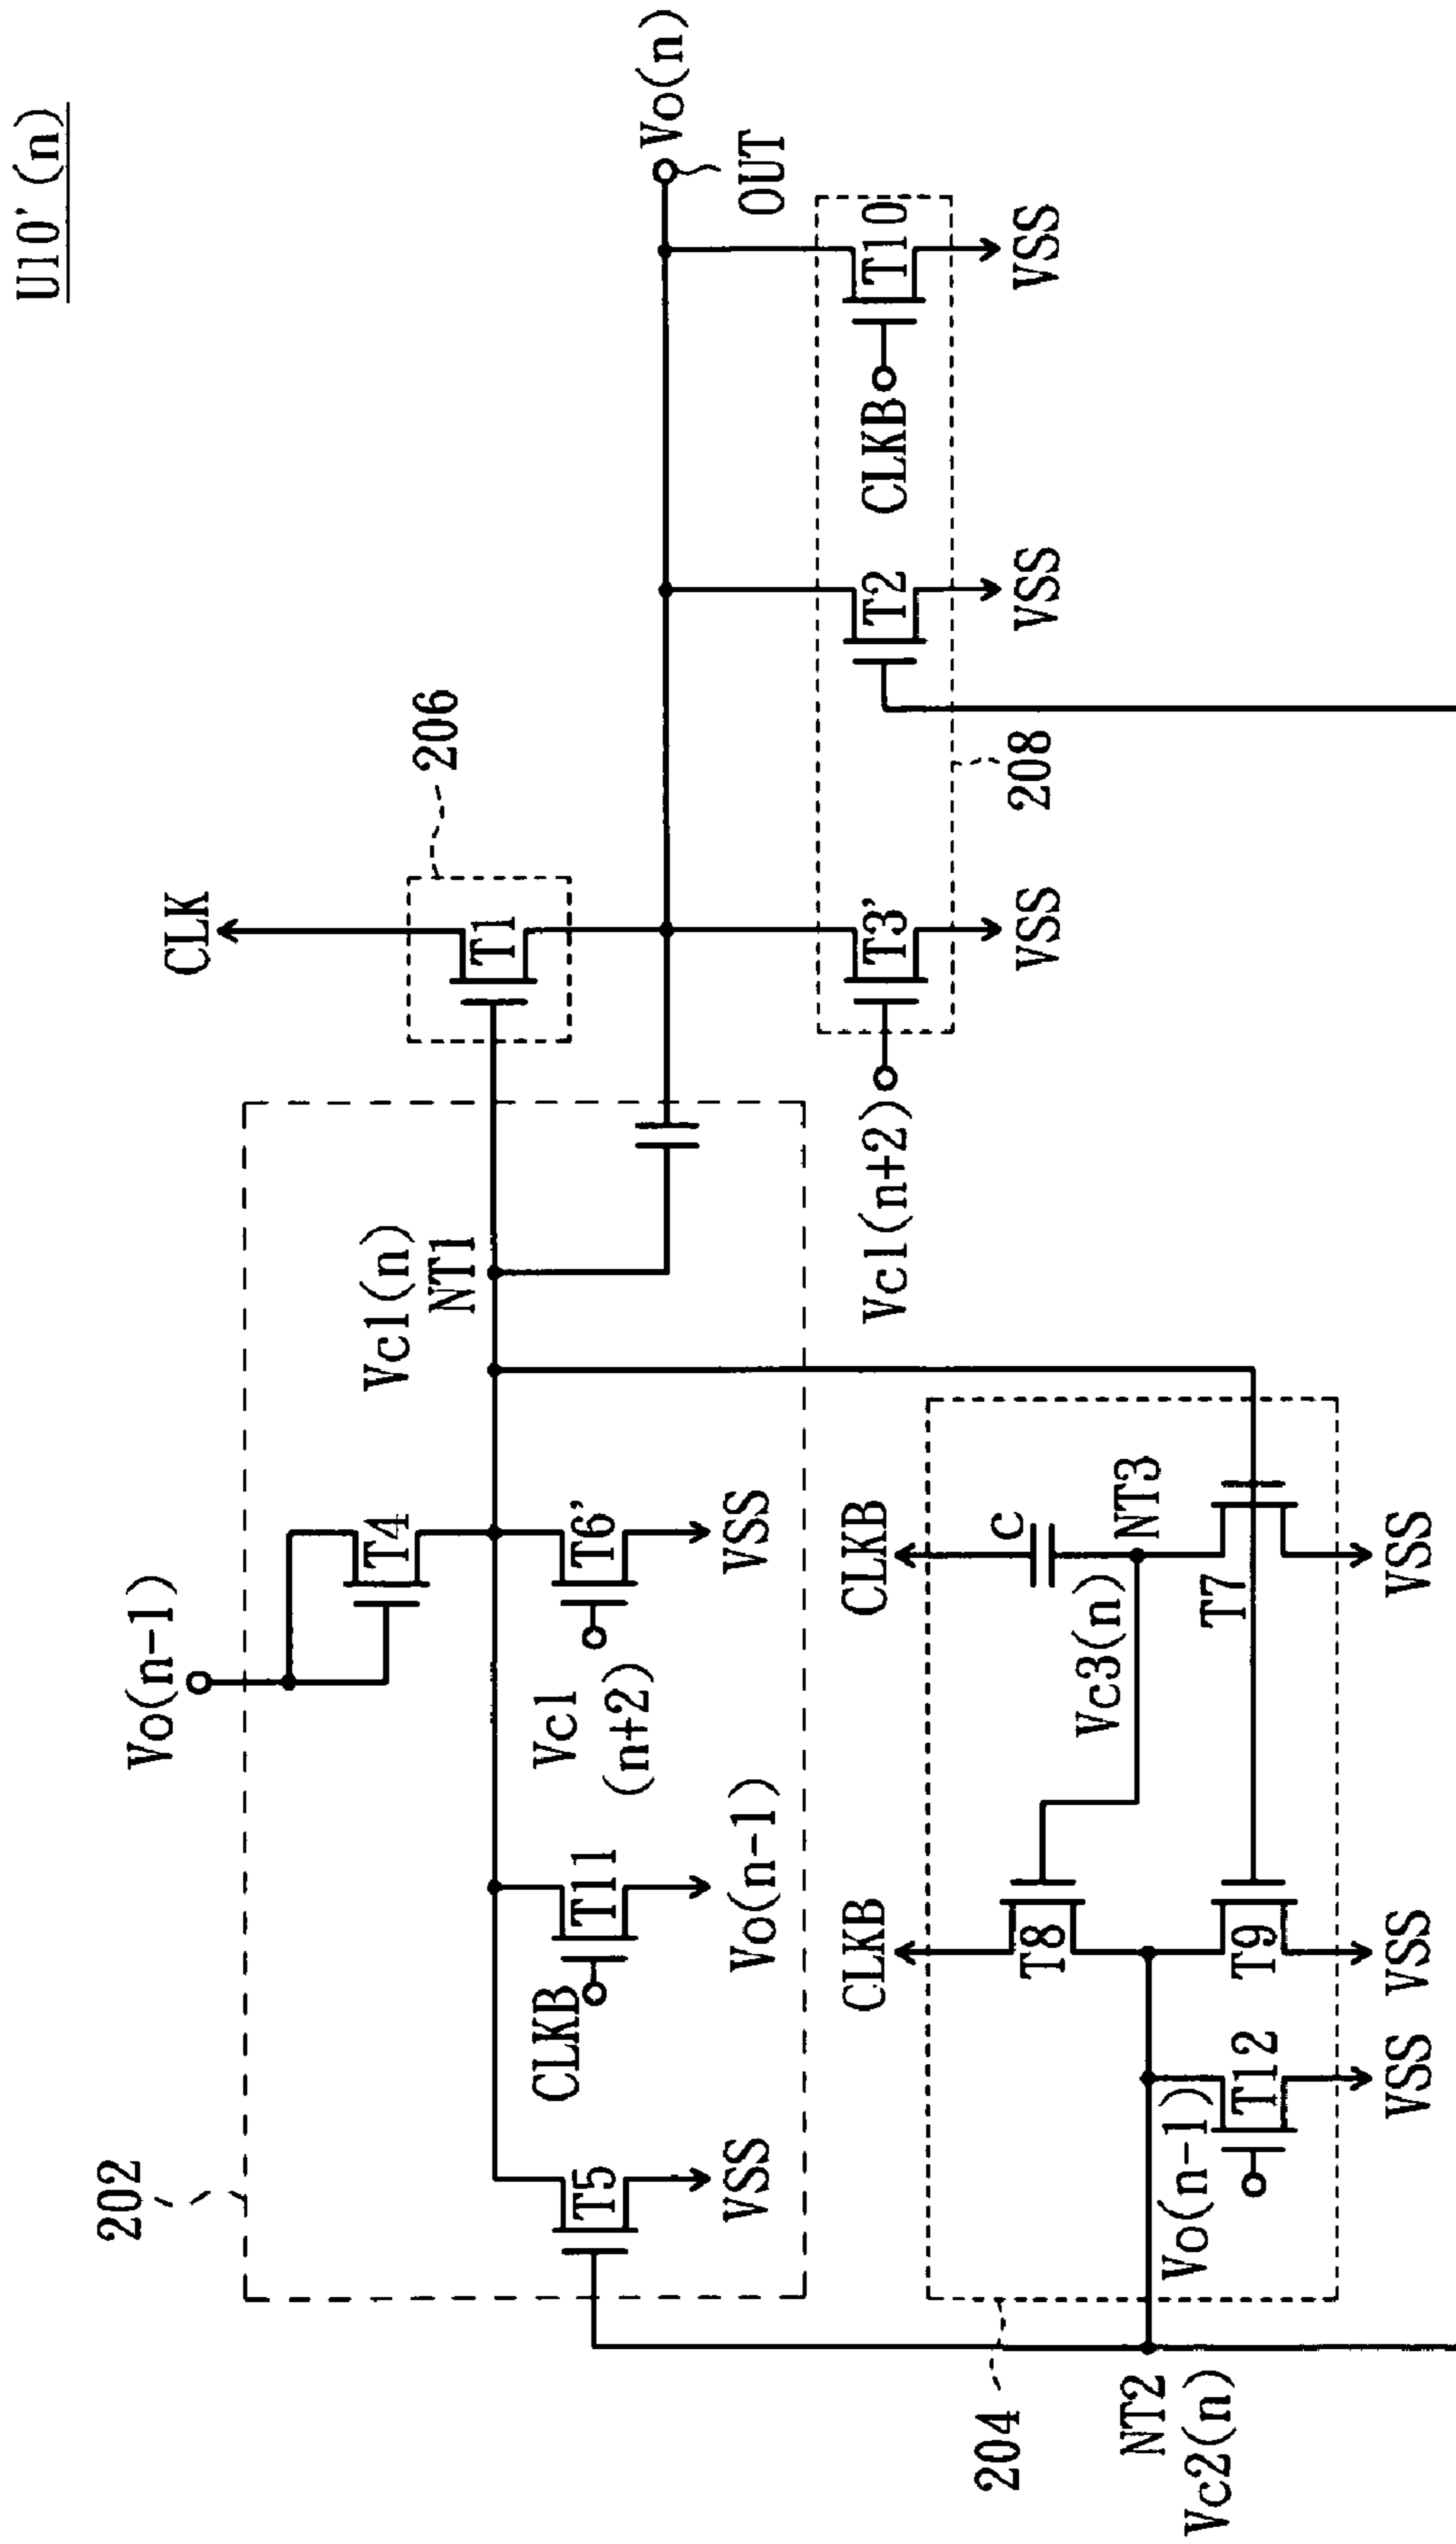 U10'(n)
202
Vo(n-1)
CLK
206
T4
T1
Vc1(n)
NT1
Vo(n)
OUT
T5
T11
T6'
CLKB
Vc1
(n+2)
VSS
Vo(n-1)
VSS
Vc1(n+2)
T3'
T2
T10
CLKB
VSS
VSS
VSS
208
204
CLKB
CLKB
C
T8
Vc3(n)
NT3
NT2
Vc2(n)
Vo(n-1)
T12
T9
T7
VSS
VSS
VSS